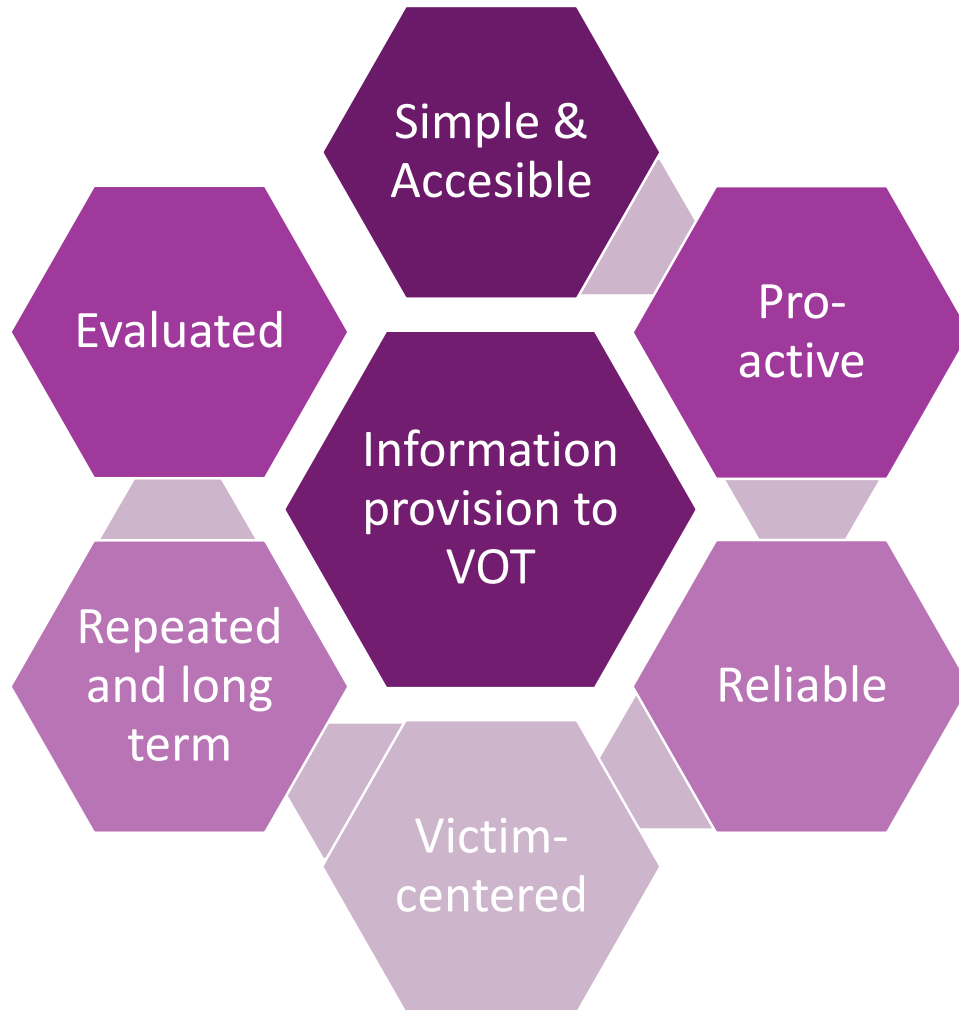 Simple &
Accesible
Pro-
active
Reliable
Victim-
centered
Repeated
and long
term
Evaluated
Information
provision to
VOT